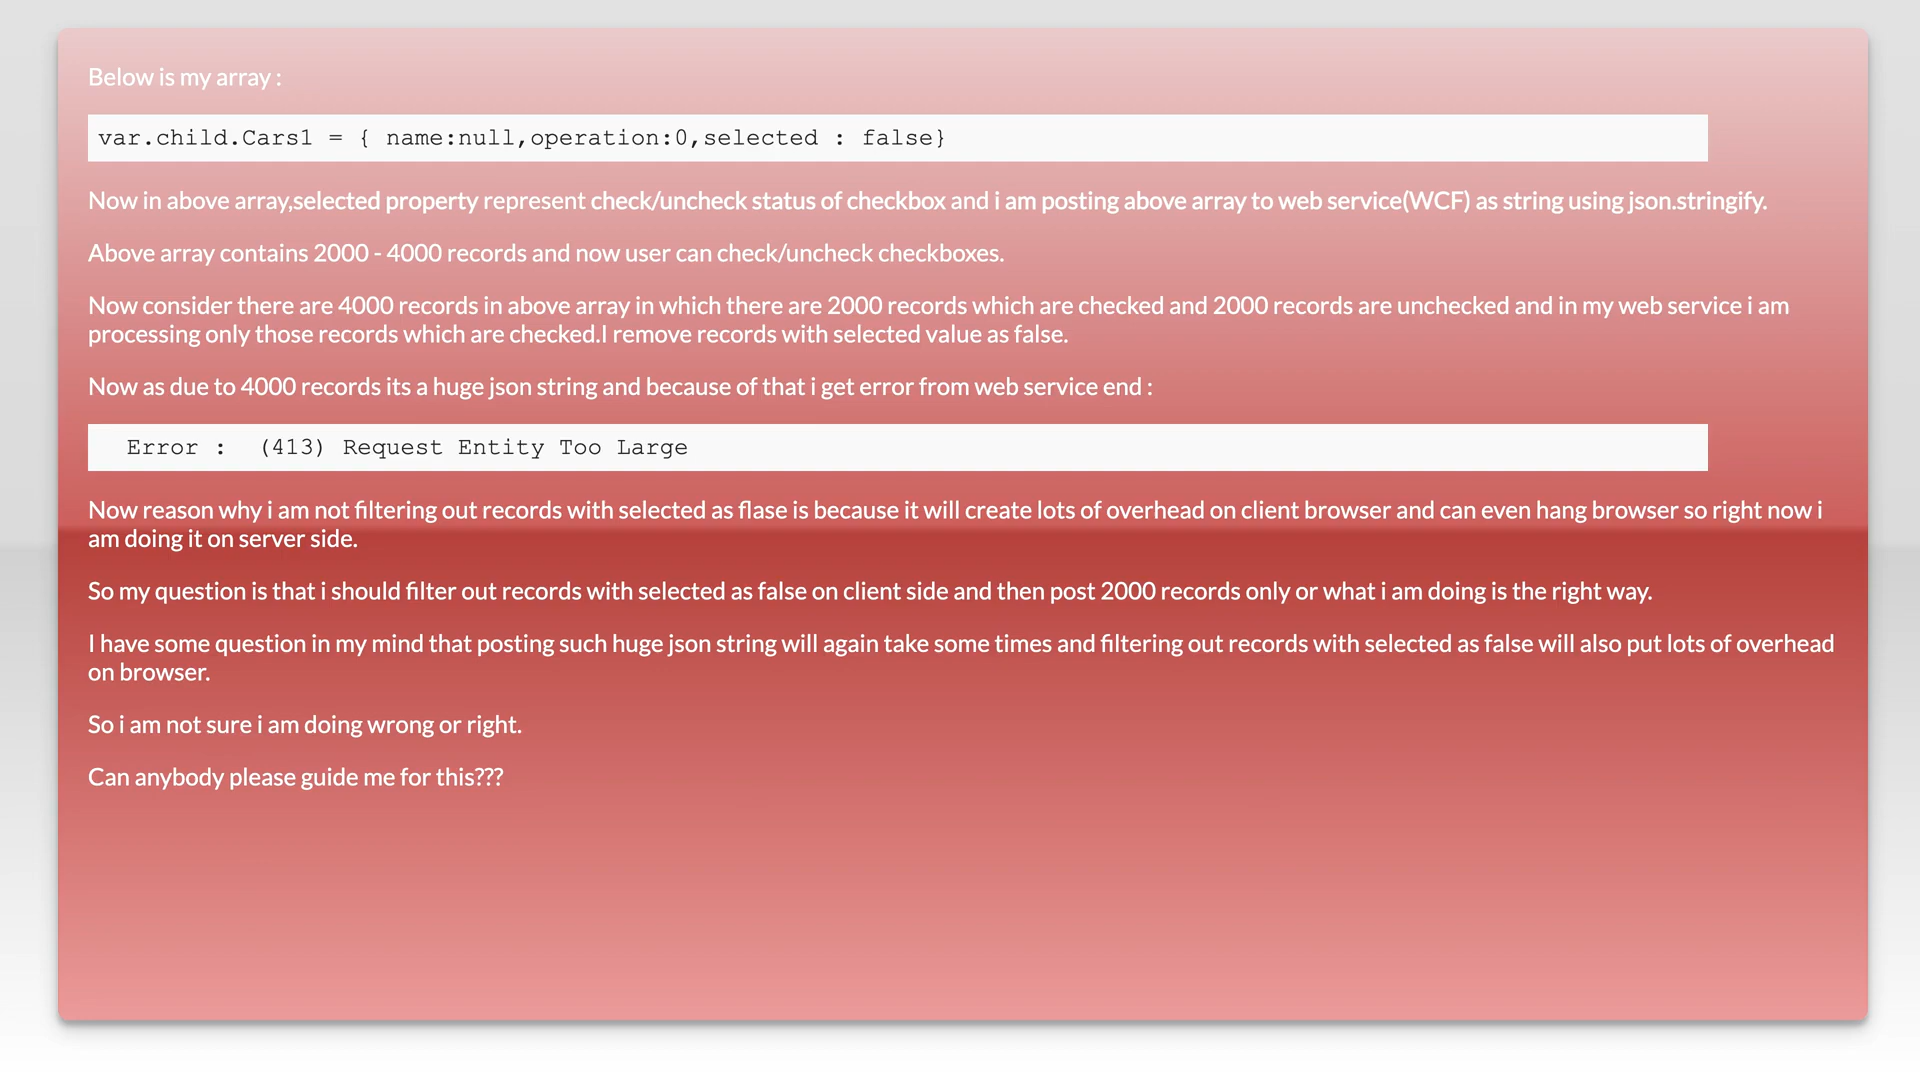 Below is my array :
var.child.Cars1 = { name:null,operation:0,selected : false}
Now in above array,selected property represent check/uncheck status of checkbox and i am posting above array to web service(WCF) as string using json.stringify.
Above array contains 2000 - 4000 records and now user can check/uncheck checkboxes.
Now consider there are 4000 records in above array in which there are 2000 records which are checked and 2000 records are unchecked and in my web service i am
processing only those records which are checked.I remove records with selected value as false.
Now as due to 4000 records its a huge json string and because of that i get error from web service end :
Error :  (413) Request Entity Too Large
Now reason why i am not filtering out records with selected as flase is because it will create lots of overhead on client browser and can even hang browser so right now i
am doing it on server side.
So my question is that i should filter out records with selected as false on client side and then post 2000 records only or what i am doing is the right way.
I have some question in my mind that posting such huge json string will again take some times and filtering out records with selected as false will also put lots of overhead
on browser.
So i am not sure i am doing wrong or right.
Can anybody please guide me for this???